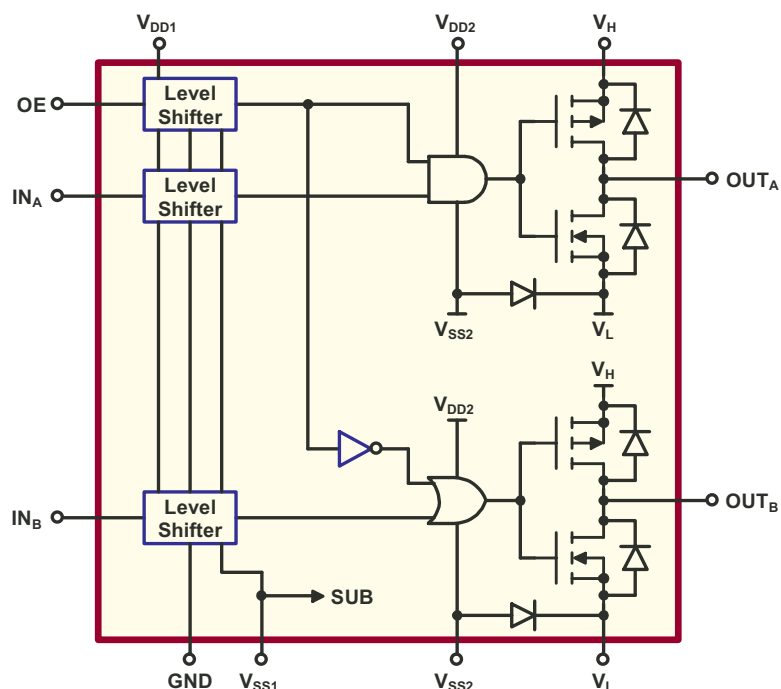 VDD1
VDD2
VH
OE
Level
Shifter
INA
Level
Shifter
OUTA
VSS2
VL
VH
VDD2
INB
Level
Shifter
OUTB
SUB
GND
VSS1
VSS2
VL